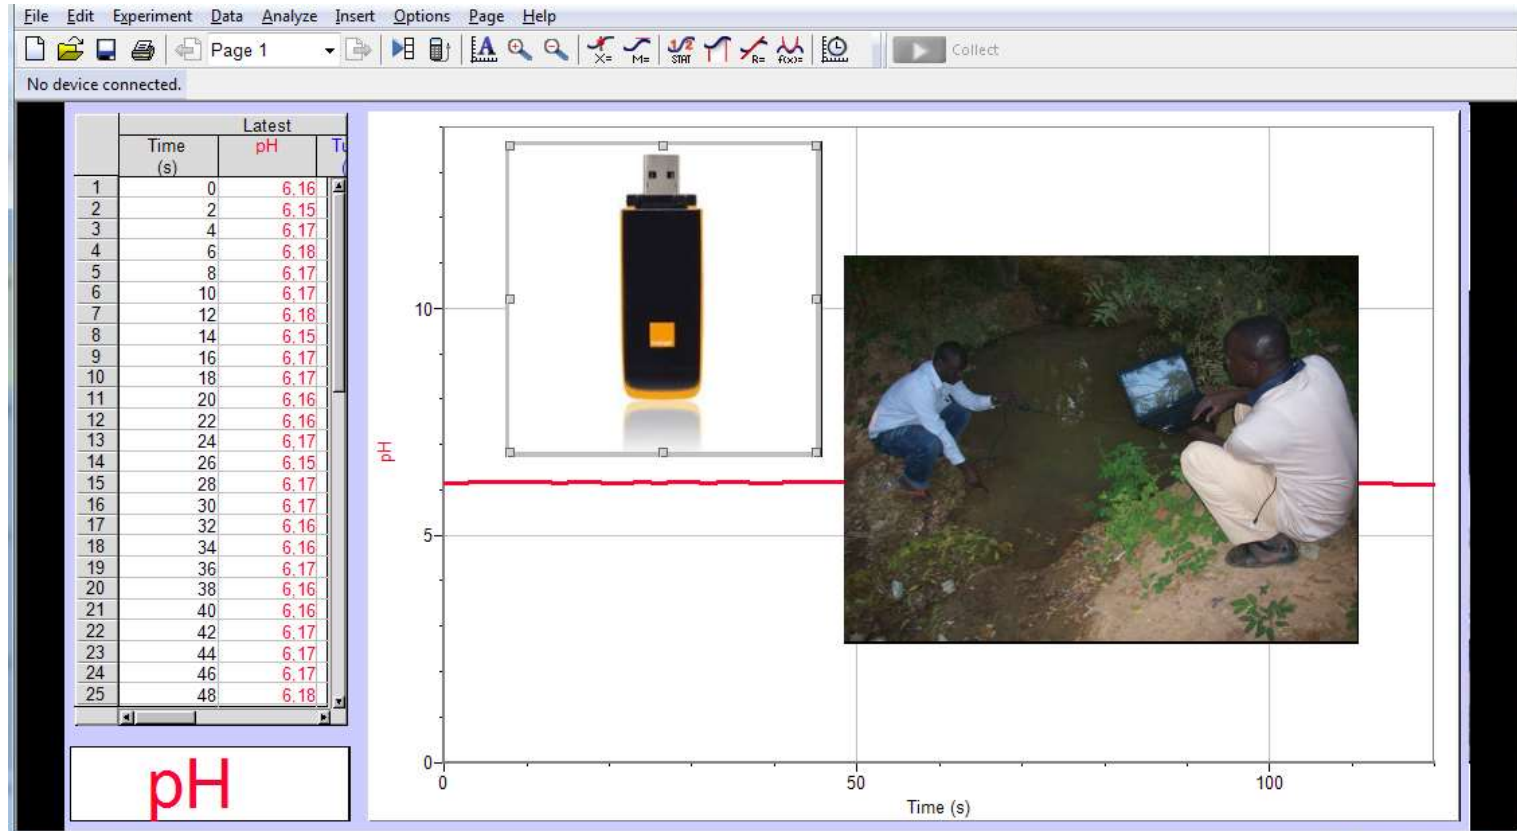 File Edit Experiment Data Analyze Insert Options Page Help
Page 1 X= M= 1/2 STAT R= f(x)= Collect
No device connected.
Latest
Time pH Tu
(s) (
1 0 6,16
2 2 6,15
3 4 6,17
4 6 6,18
5 8 6,17
6 10 6,17
7 12 6,18
8 14 6,15
9 16 6,17
10 18 6,17
11 20 6,16
12 22 6,16
13 24 6,17
14 26 6,15
15 28 6,17
16 30 6,17
17 32 6,16
18 34 6,16
19 36 6,17
20 38 6,16
21 40 6,16
22 42 6,17
23 44 6,17
24 46 6,17
25 48 6,18
pH
10
pH
5
0
0 50 100
Time (s)